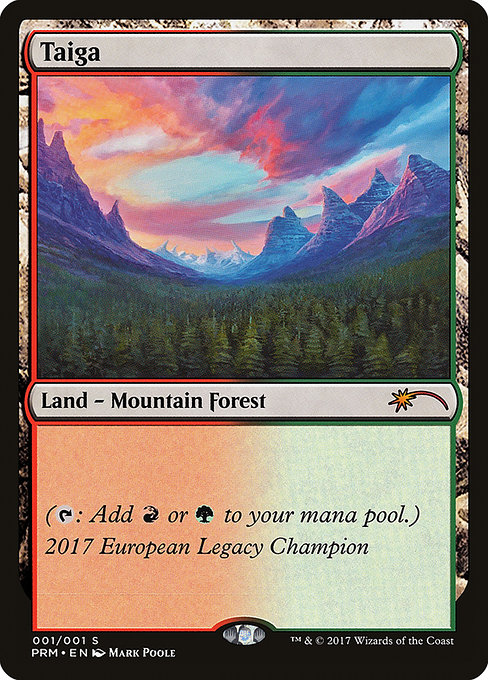 Taiga
Land – Mountain Forest
(: Add or to your mana pool.)
2017 European Legacy Champion
001/001 S
PRM • EN Mark Poole
™ & © 2017 Wizards of the Coast